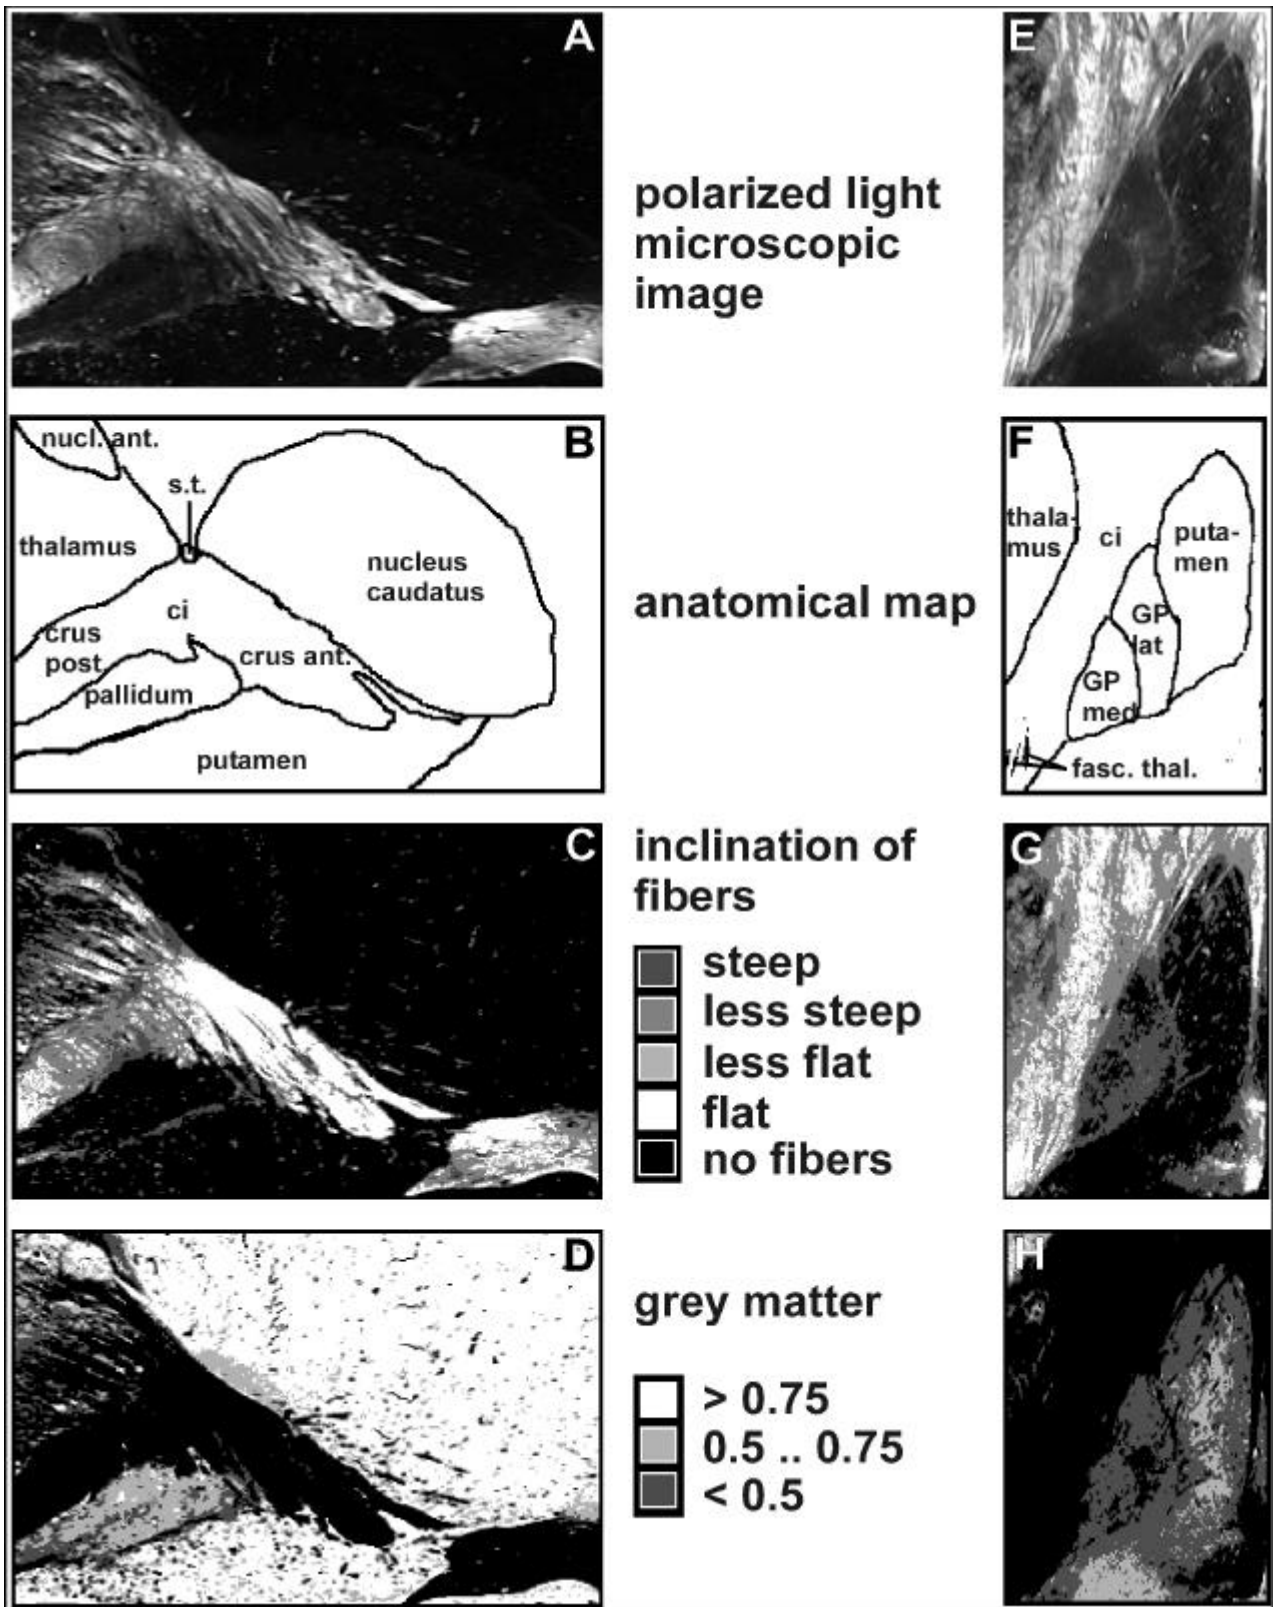 A
E
polarized light
microscopic
image
nucl. ant.
B
s.t.
thalamus
nucleus
caudatus
ci
crus
post.
crus ant.
pallidum
putamen
anatomical map
F
thala-
mus
ci
puta-
men
GP
lat
GP
med
fasc. thal.
C
inclination of
fibers
steep
less steep
less flat
flat
no fibers
G
D
grey matter
> 0.75
0.5 .. 0.75
< 0.5
H